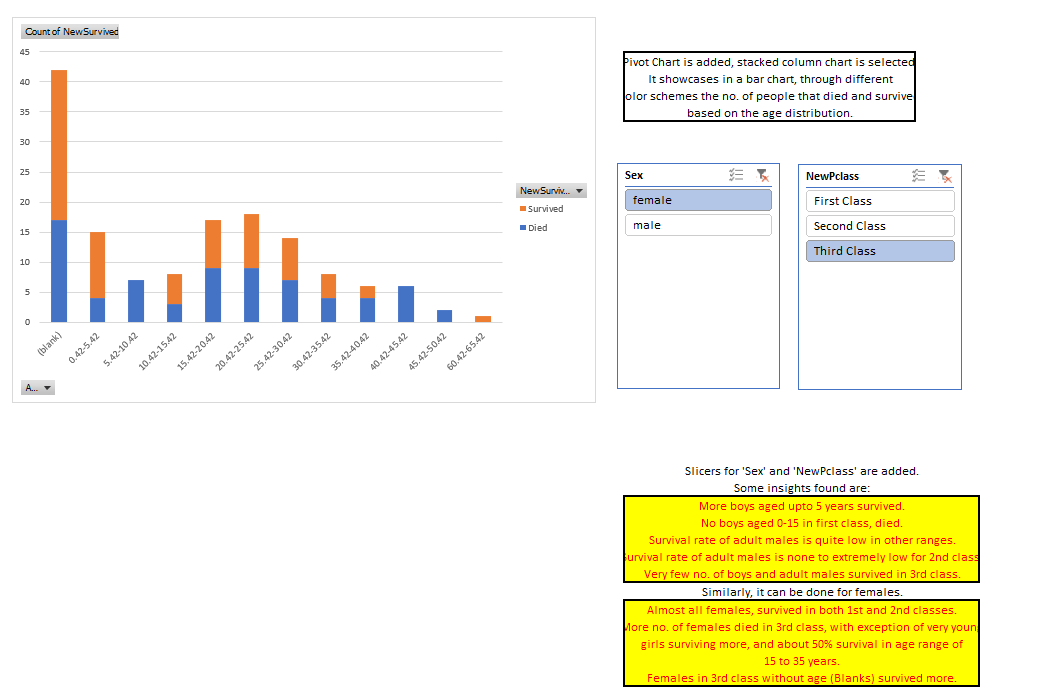 Count of NewSurvived
45
40
35
30
25
20
15
10
5
0
(blank)
0.42-5.42
5.42-10.42
10.42-15.42
15.42-20.42
20.42-25.42
25.42-30.42
30.42-35.42
35.42-40.42
40.42-45.42
45.42-50.42
60.42-65.42
A...
NewSurviv...
Survived
Died
Pivot Chart is added, stacked column chart is selected
It showcases in a bar chart, through different
olor schemes the no. of people that died and survive
based on the age distribution.
Sex
female
male
NewPclass
First Class
Second Class
Third Class
Slicers for 'Sex' and 'NewPclass' are added.
Some insights found are:
More boys aged upto 5 years survived.
No boys aged 0-15 in first class, died.
Survival rate of adult males is quite low in other ranges.
Survival rate of adult males is none to extremely low for 2nd class
Very few no. of boys and adult males survived in 3rd class.
Similarly, it can be done for females.
Almost all females, survived in both 1st and 2nd classes.
More no. of females died in 3rd class, with exception of very youn
girls surviving more, and about 50% survival in age range of
15 to 35 years.
Females in 3rd class without age (Blanks) survived more.